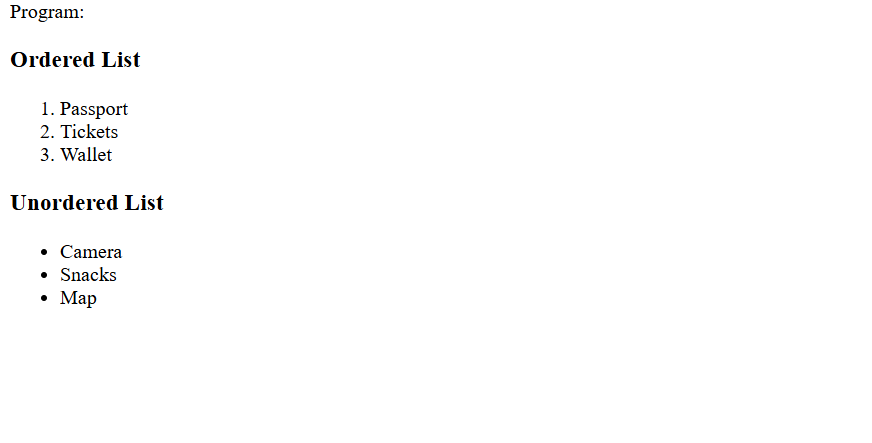 Program:
Ordered List
1. Passport
2. Tickets
3. Wallet
Unordered List
• Camera
• Snacks
• Map